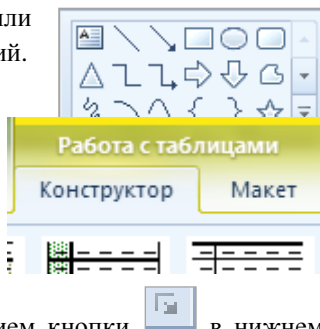 или
ий.
Работа с таблицами
Конструктор Макет
ием кнопки в нижнем